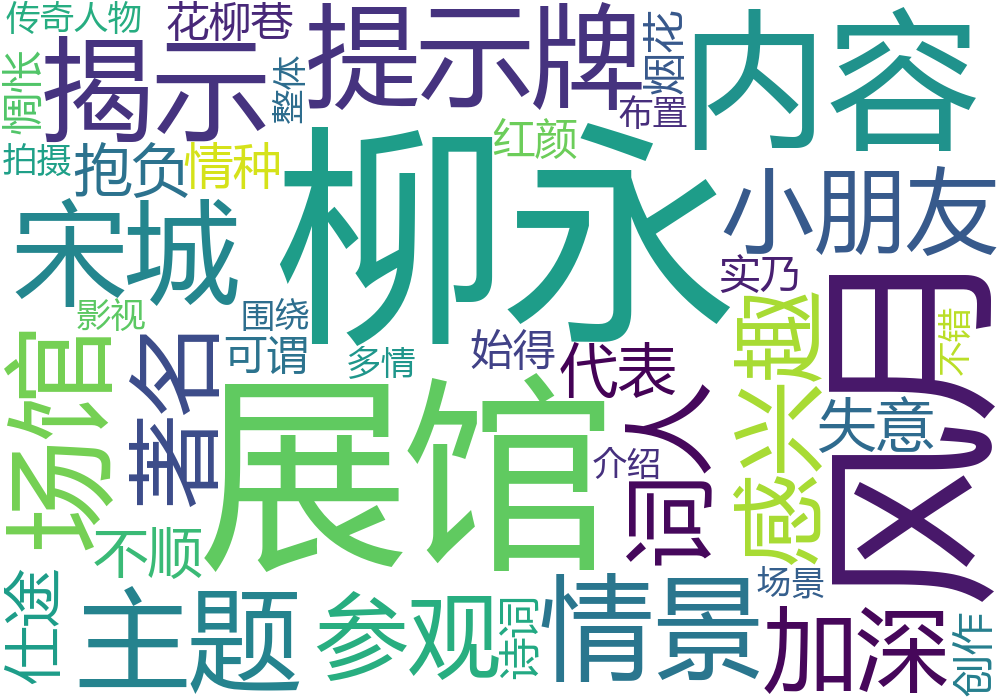 传奇人物
花柳巷
提示牌
烟花
内容
揭示
惆怅
整体
布置
红颜
拍摄
抱负
情种
柳永
小朋友
宋城
实乃
风月
影视
围绕
感兴趣
不错
场馆
著名
可谓
多情
始得
代表
词人
失意
展馆
介绍
不顺
场景
仕途
主题
参观
诗词
情景
加深
创作